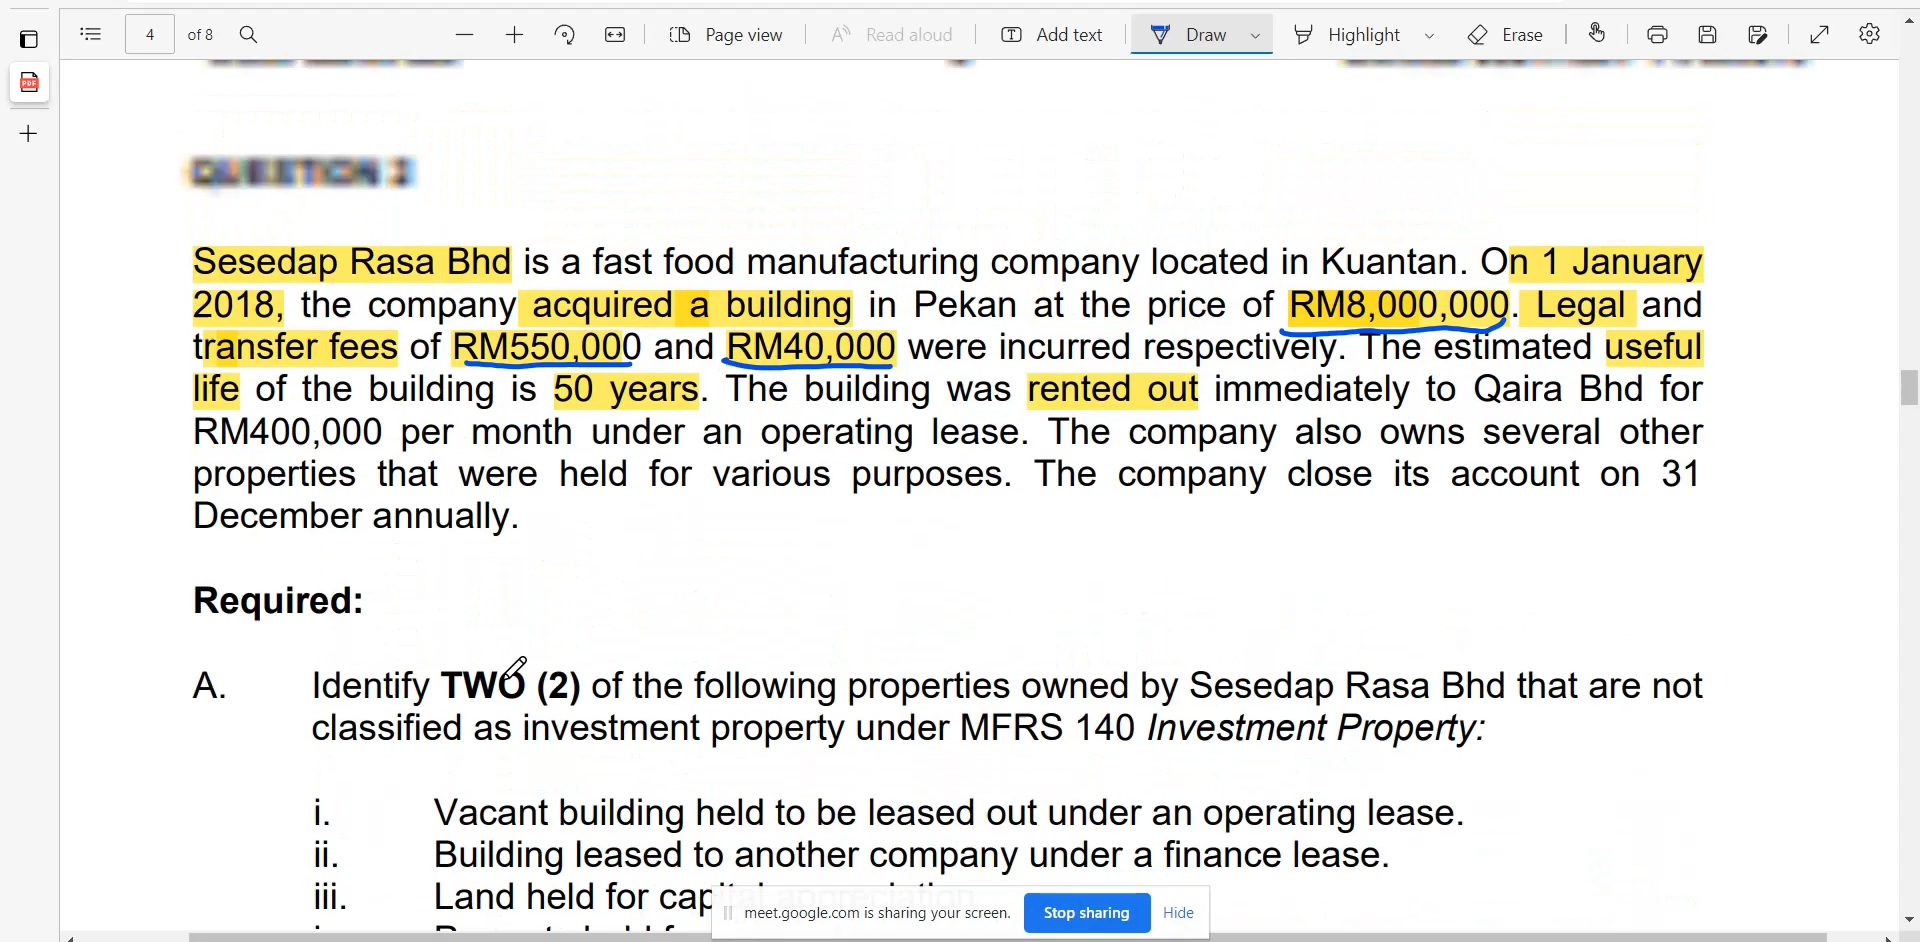 4 of 8 Page view Read aloud Add text Draw Highlight Erase
QUESTION 2
Sesedap Rasa Bhd is a fast food manufacturing company located in Kuantan. On 1 January
2018, the company acquired a building in Pekan at the price of RM8,000,000. Legal and
transfer fees of RM550,000 and RM40,000 were incurred respectively. The estimated useful
life of the building is 50 years. The building was rented out immediately to Qaira Bhd for
RM400,000 per month under an operating lease. The company also owns several other
properties that were held for various purposes. The company close its account on 31
December annually.
Required:
A. Identify TWO (2) of the following properties owned by Sesedap Rasa Bhd that are not
classified as investment property under MFRS 140 Investment Property:
i. Vacant building held to be leased out under an operating lease.
ii. Building leased to another company under a finance lease.
iii. Land held for capital appreciation
meet.google.com is sharing your screen. Stop sharing Hide